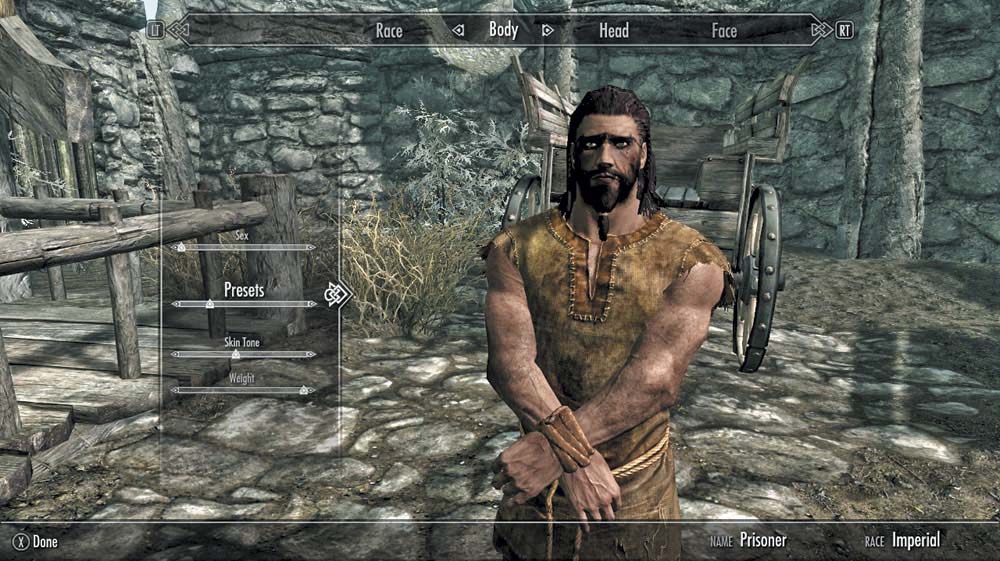 LT Race Body Head Face RT
Sex
Presets
Skin Tone
Weight
X Done NAME Prisoner RACE Imperial